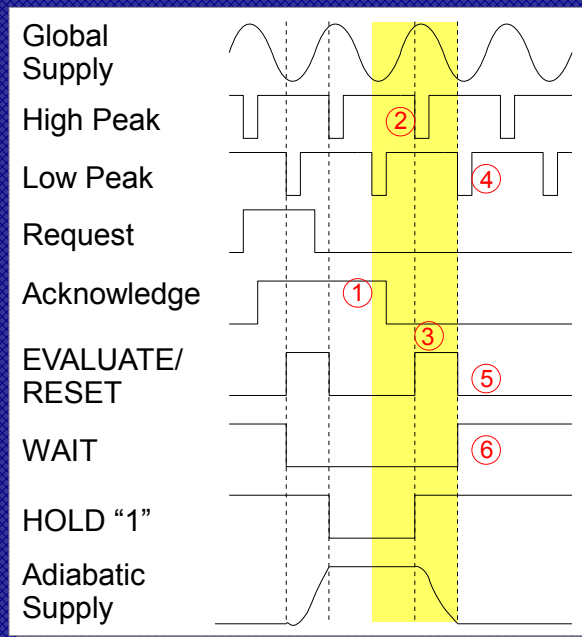 Global
Supply
High Peak
②
Low Peak
④
Request
Acknowledge
①
③
EVALUATE/
RESET
⑤
WAIT
⑥
HOLD “1”
Adiabatic
Supply